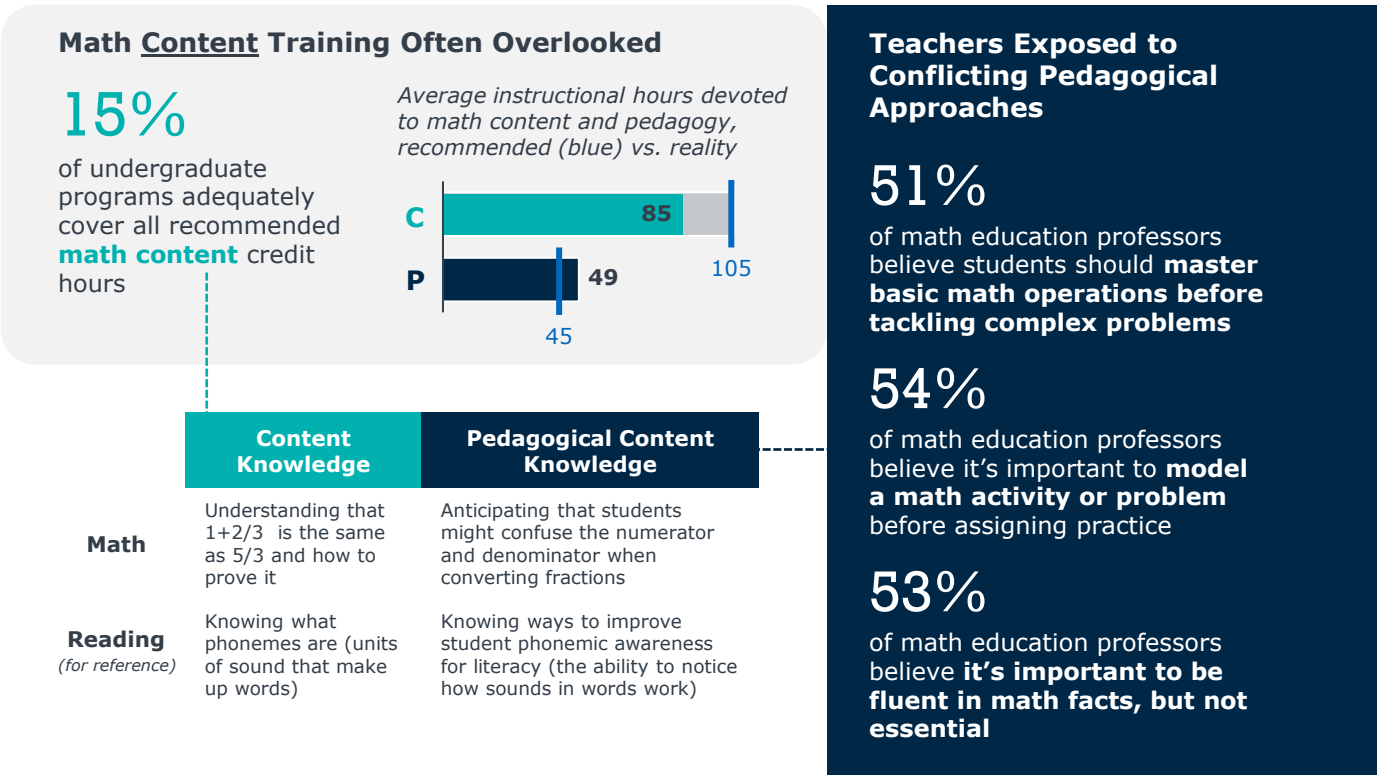 Math Content Training Often Overlooked
15%
of undergraduate
programs adequately
cover all recommended
math content credit
hours
Average instructional hours devoted
to math content and pedagogy,
recommended (blue) vs. reality
C
85
105
P
49
45
Content
Knowledge
Pedagogical Content
Knowledge
Math
Understanding that
1+2/3 is the same
as 5/3 and how to
prove it
Anticipating that students
might confuse the numerator
and denominator when
converting fractions
Reading
(for reference)
Knowing what
phonemes are (units
of sound that make
up words)
Knowing ways to improve
student phonemic awareness
for literacy (the ability to notice
how sounds in words work)
Teachers Exposed to
Conflicting Pedagogical
Approaches
51%
of math education professors
believe students should master
basic math operations before
tackling complex problems
54%
of math education professors
believe it’s important to model
a math activity or problem
before assigning practice
53%
of math education professors
believe it’s important to be
fluent in math facts, but not
essential